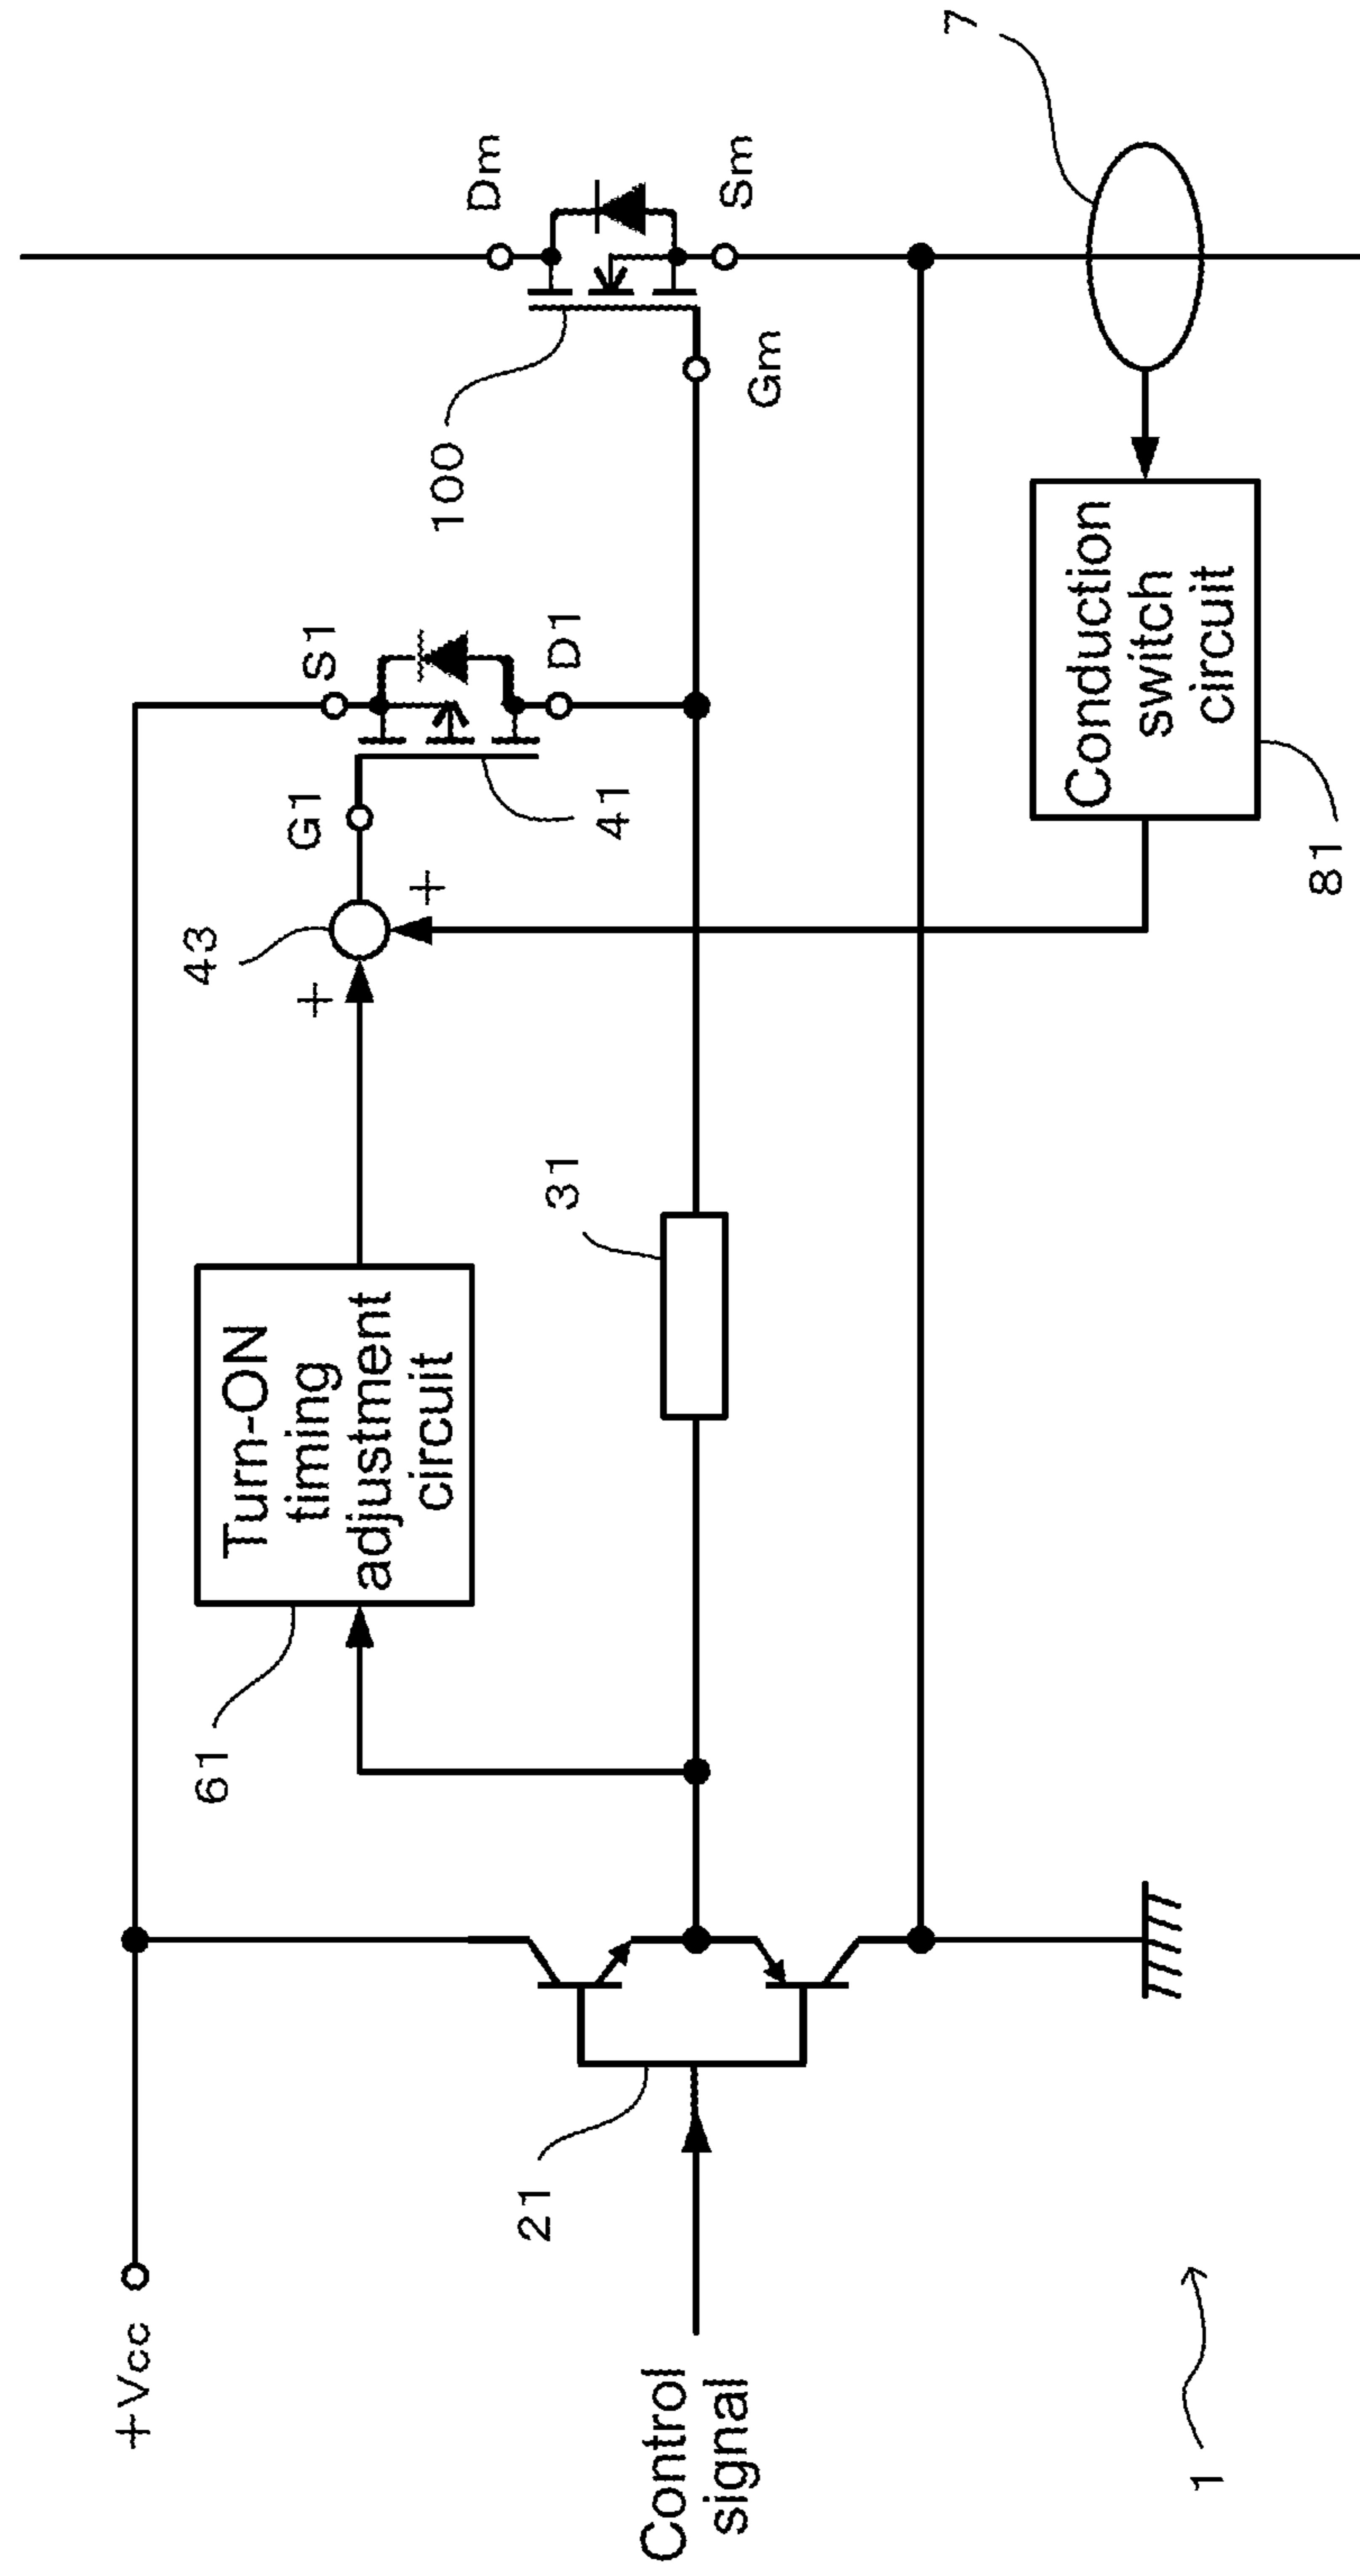 +Vcc
61
Turn-ON
timing
adjustment
circuit
43
+
+
G1
S1
D1
41
100
Dm
Sm
Gm
31
21
Control
signal
Conduction
switch
circuit
81
7
1